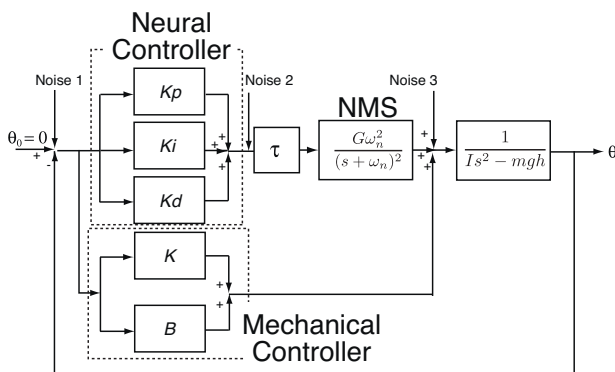 Neural
Controller
Noise 1
Noise 2
Noise 3
Kp
NMS
θ₀=0
+
-
Ki
+
+
+
τ
Gωₙ²
(s + ωₙ)²
+
+
+
1
Is² − mgh
θ
Kd
K
+
+
B
Mechanical
Controller